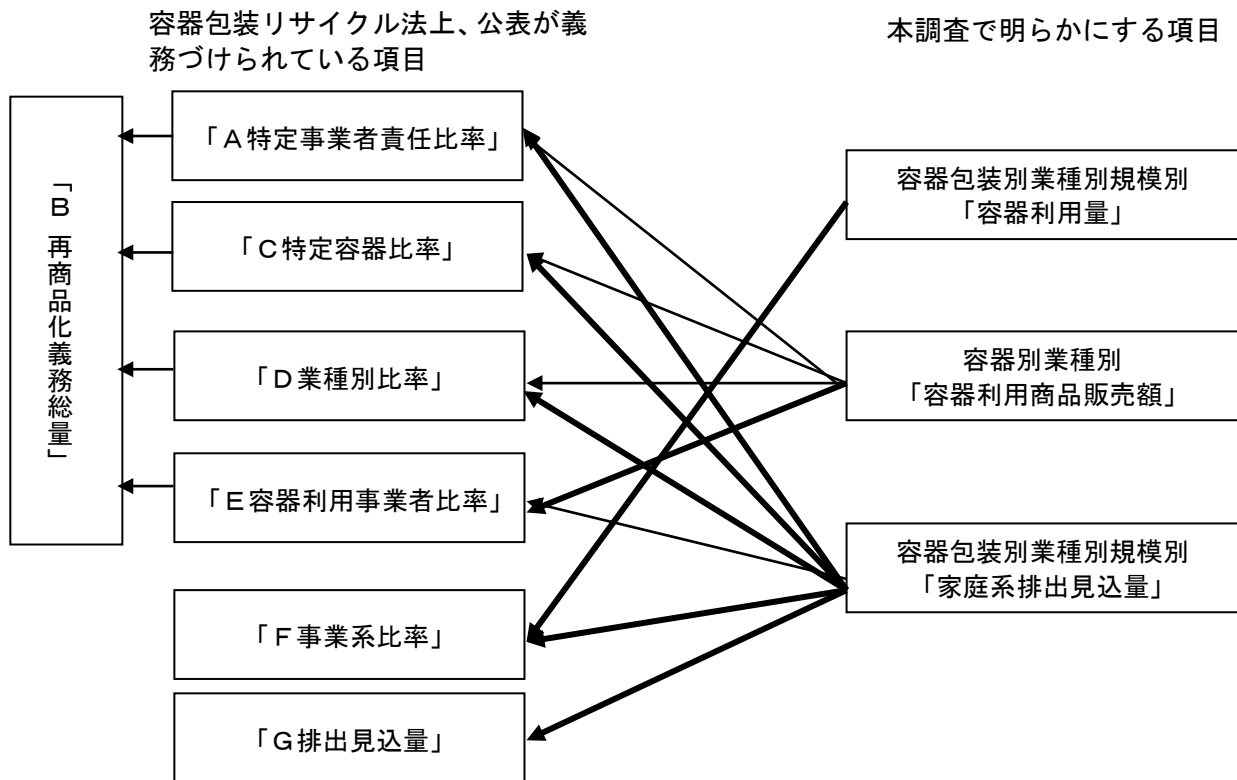 容器包装リサイクル法上、公表が義
務づけられている項目
本調査で明らかにする項目
「B 再商品化義務総量」
「A特定事業者責任比率」
「C特定容器比率」
「D業種別比率」
「E容器利用事業者比率」
「F事業系比率」
「G排出見込量」
容器包装別業種別規模別
「容器利用量」
容器別業種別
「容器利用商品販売額」
容器包装別業種別規模別
「家庭系排出見込量」